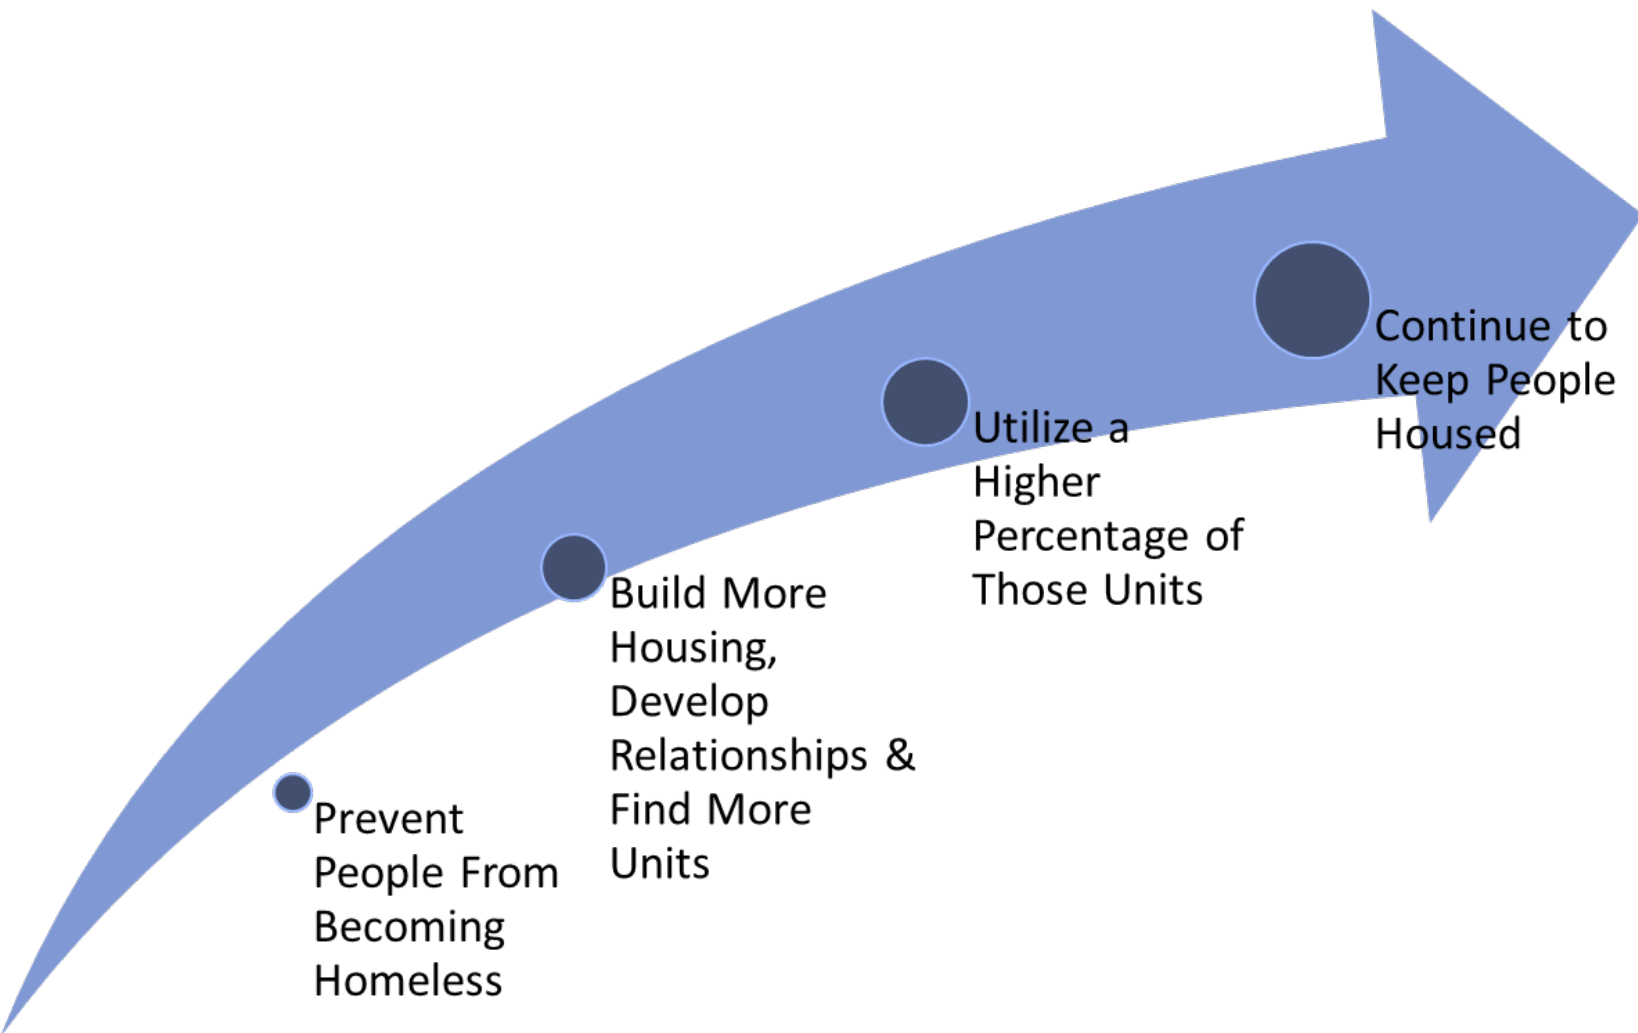 Prevent
People From
Becoming
Homeless
Build More
Housing,
Develop
Relationships &
Find More
Units
Utilize a
Higher
Percentage of
Those Units
Continue to
Keep People
Housed